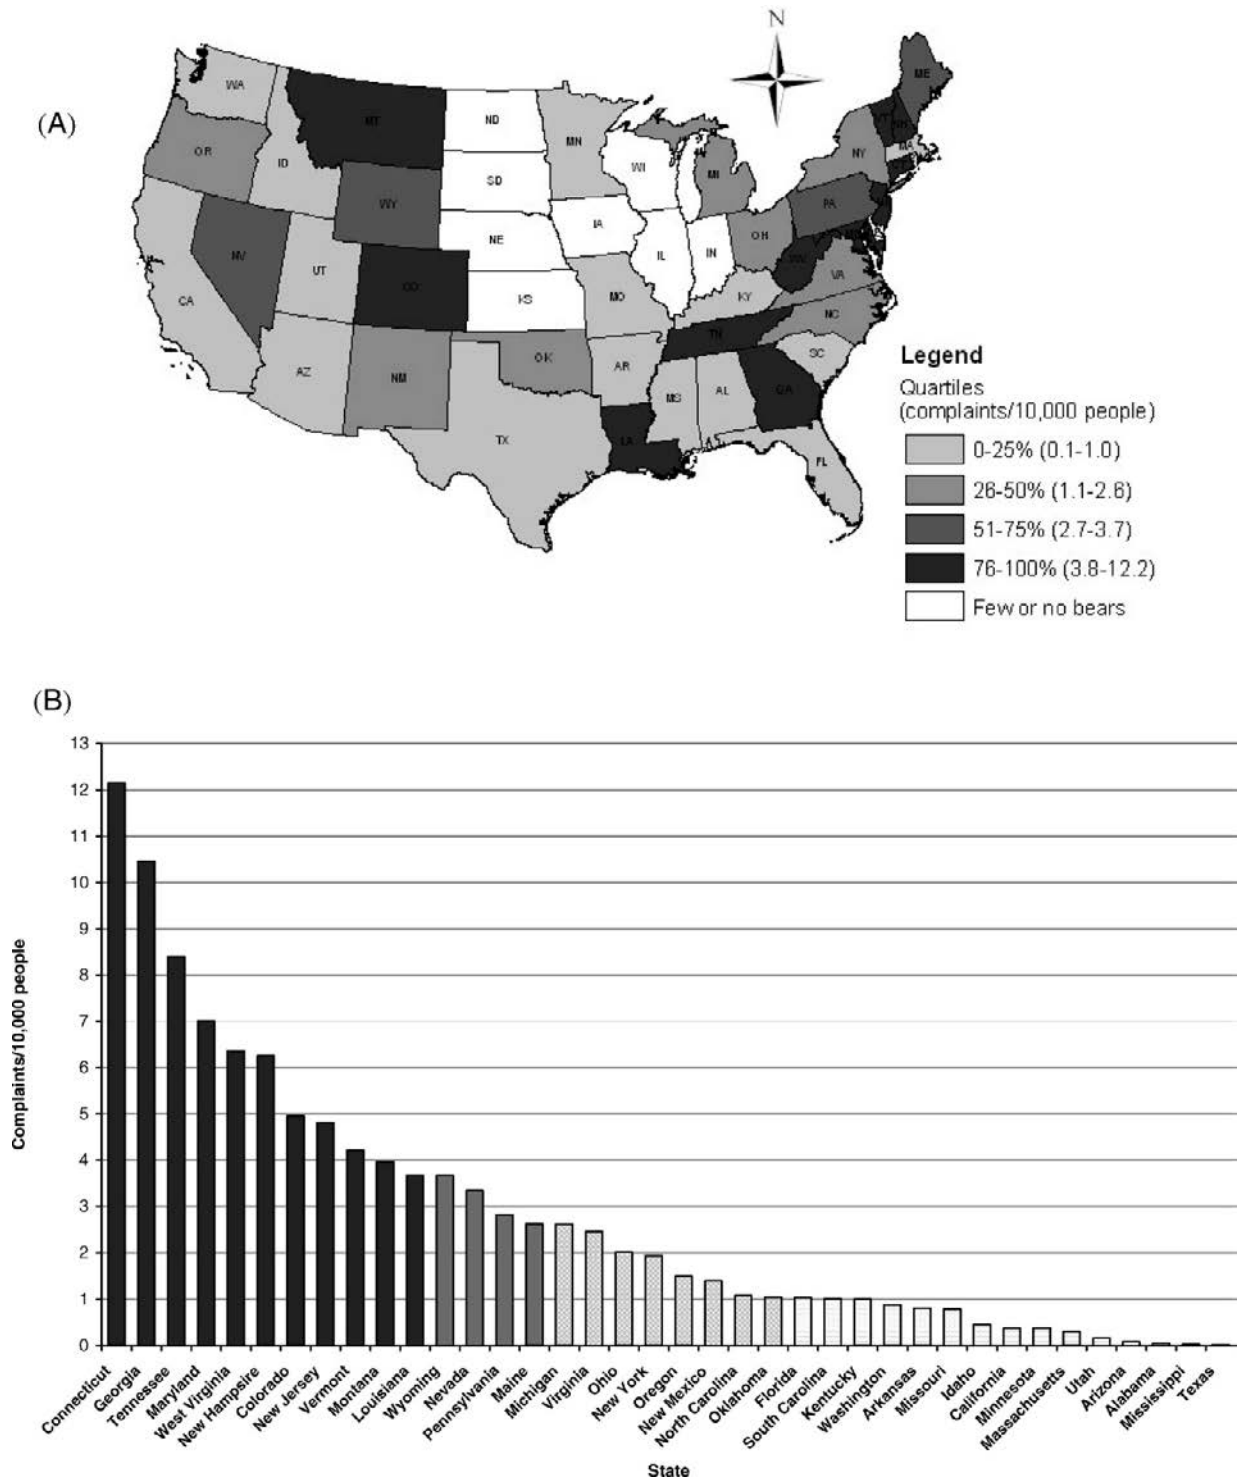 N
(A)
WA
MT
ND
MN
ME
VT
NH
OR
ID
SD
WI
MI
NY
MA
WY
NE
IA
PA
NV
UT
CO
IL
IN
OH
WV
VA
CA
KS
MO
KY
NC
TN
AZ
NM
OK
AR
SC
MS
AL
GA
TX
LA
FL
Legend
Quartiles
(complaints/10,000 people)
0-25% (0.1-1.0)
26-50% (1.1-2.6)
51-75% (2.7-3.7)
76-100% (3.8-12.2)
Few or no bears
(B)
Complaints/10,000 people
13
12
11
10
9
8
7
6
5
4
3
2
1
0
Connecticut
Georgia
Tennessee
Maryland
West Virginia
New Hampsire
Colorado
New Jersey
Vermont
Montana
Louisiana
Wyoming
Nevada
Pennsylvania
Maine
Michigan
Virginia
Ohio
New York
Oregon
New Mexico
North Carolina
Oklahoma
Florida
South Carolina
Kentucky
Washington
Arkansas
Missouri
Idaho
California
Minnesota
Massachusetts
Utah
Arizona
Alabama
Mississippi
Texas
State